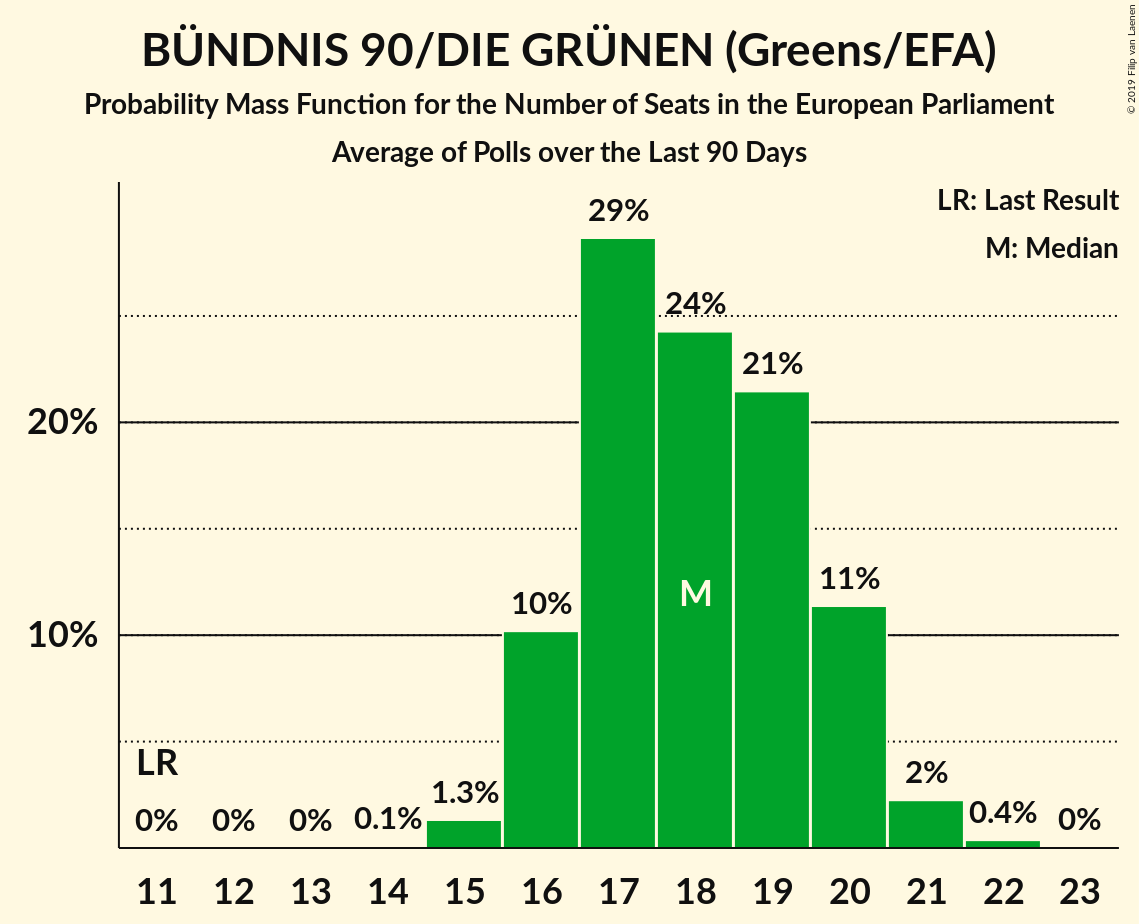 BÜNDNIS 90/DIE GRÜNEN (Greens/EFA)
Probability Mass Function for the Number of Seats in the European Parliament
Average of Polls over the Last 90 Days
© 2019 Filip van Laenen
LR: Last Result
M: Median
29%
24%
21%
20%
11%
M
10%
10%
LR
2%
1.3%
0% 0% 0% 0.1% 0.4% 0%
11 12 13 14 15 16 17 18 19 20 21 22 23